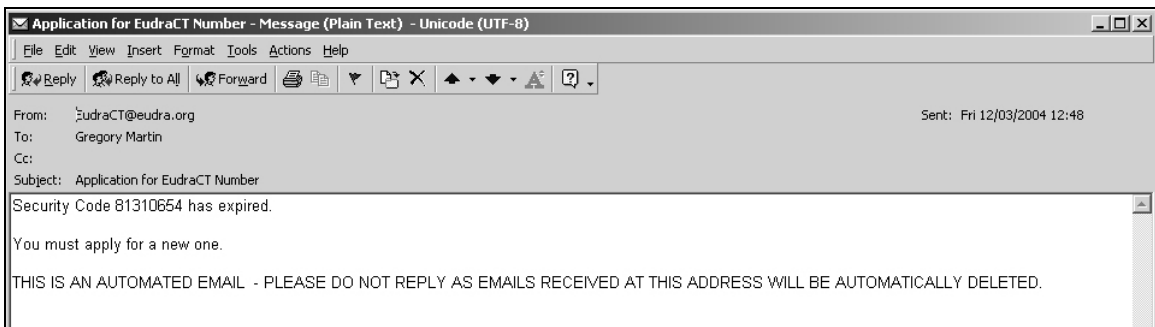 Application for EudraCT Number - Message (Plain Text) - Unicode (UTF-8)
File Edit View Insert Format Tools Actions Help
Reply Reply to All Forward
From: EudraCT@eudra.org Sent: Fri 12/03/2004 12:48
To: Gregory Martin
Cc:
Subject: Application for EudraCT Number
Security Code 81310654 has expired.
You must apply for a new one.
THIS IS AN AUTOMATED EMAIL - PLEASE DO NOT REPLY AS EMAILS RECEIVED AT THIS ADDRESS WILL BE AUTOMATICALLY DELETED.